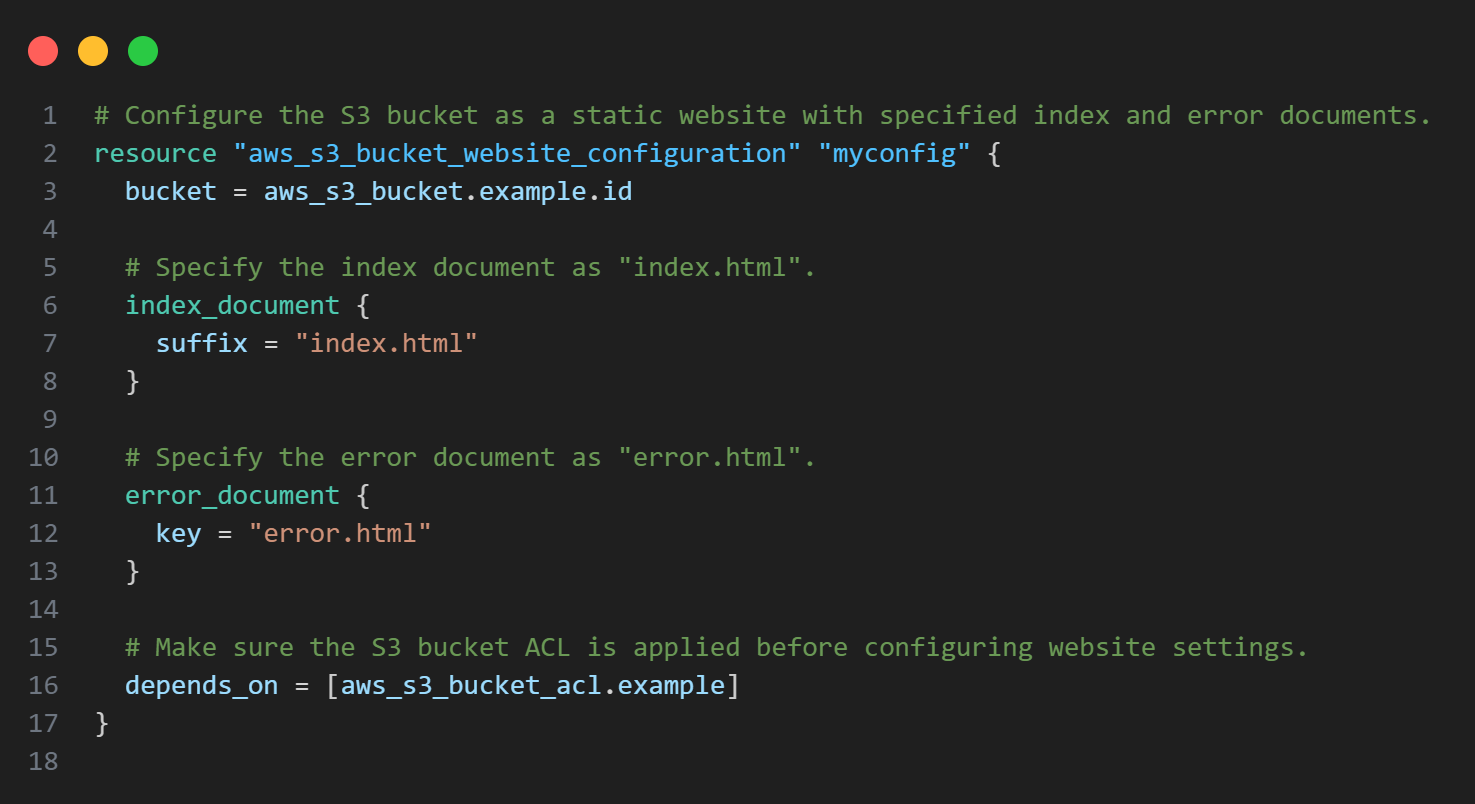 1 # Configure the S3 bucket as a static website with specified index and error documents.
2 resource "aws_s3_bucket_website_configuration" "myconfig" {
3   bucket = aws_s3_bucket.example.id
4
5   # Specify the index document as "index.html".
6   index_document {
7     suffix = "index.html"
8   }
9
10   # Specify the error document as "error.html".
11   error_document {
12     key = "error.html"
13   }
14
15   # Make sure the S3 bucket ACL is applied before configuring website settings.
16   depends_on = [aws_s3_bucket_acl.example]
17 }
18